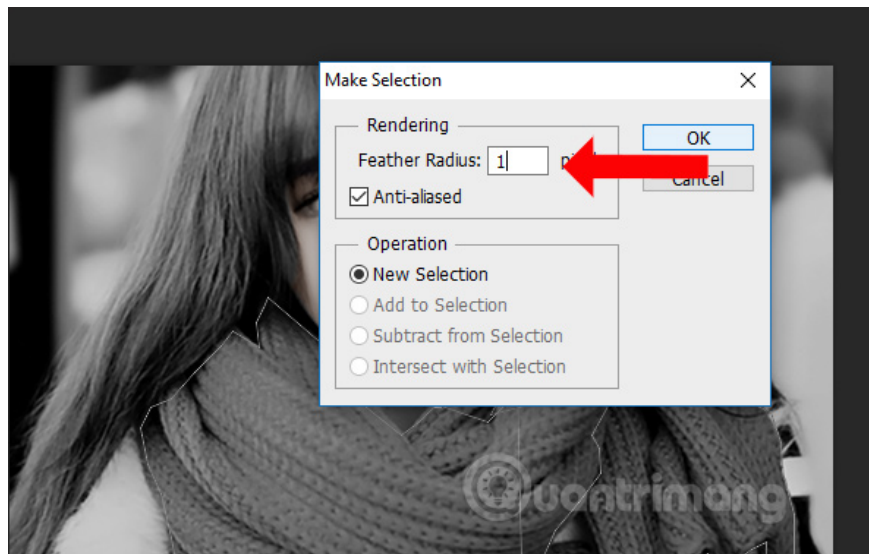 Make Selection
Rendering
Feather Radius: 1
OK
Cancel
Anti-aliased
Operation
New Selection
Add to Selection
Subtract from Selection
Intersect with Selection
Quantrimang